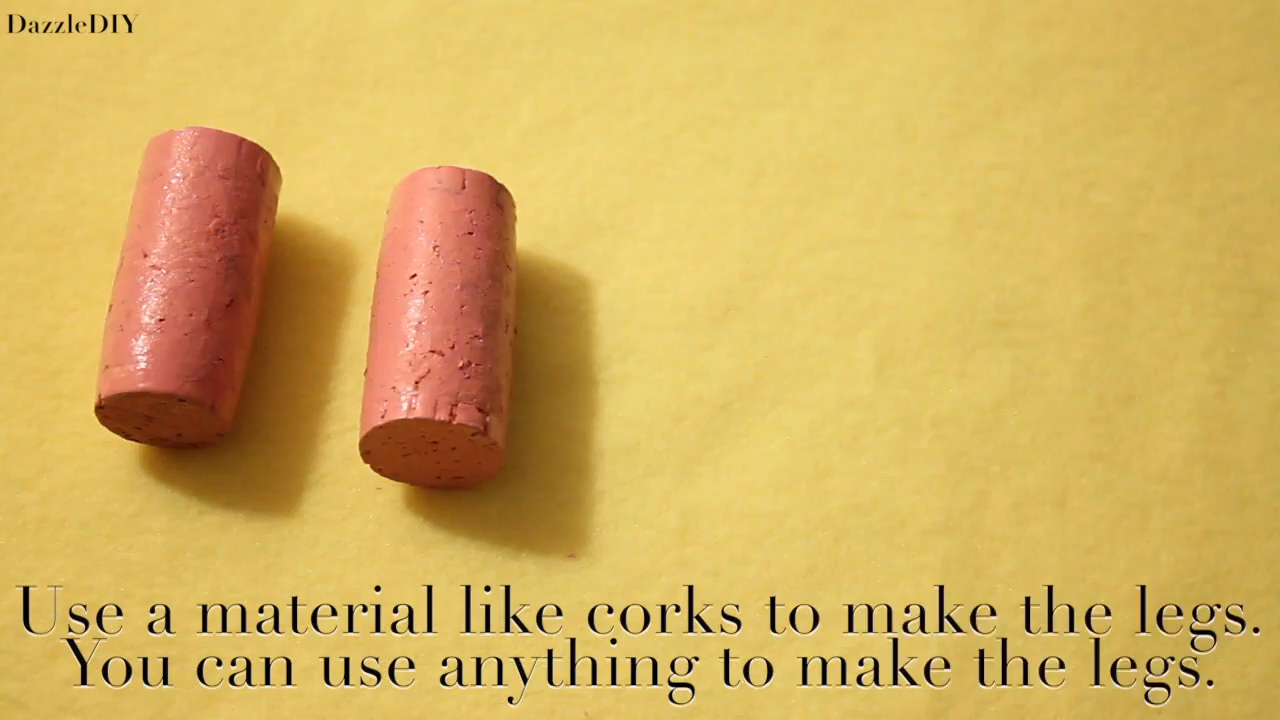 DazzleDIY
Use a material like corks to make the legs.
You can use anything to make the legs.